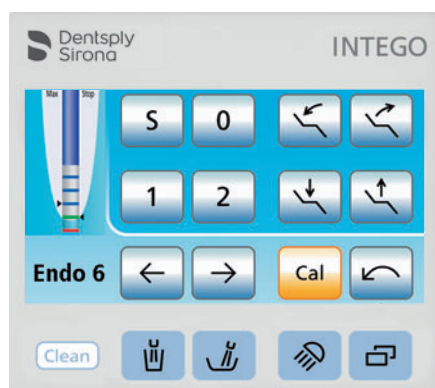 Dentsply
Sirona
INTEGO
Max Stop
S 0
1 2
Endo 6
Cal
Clean